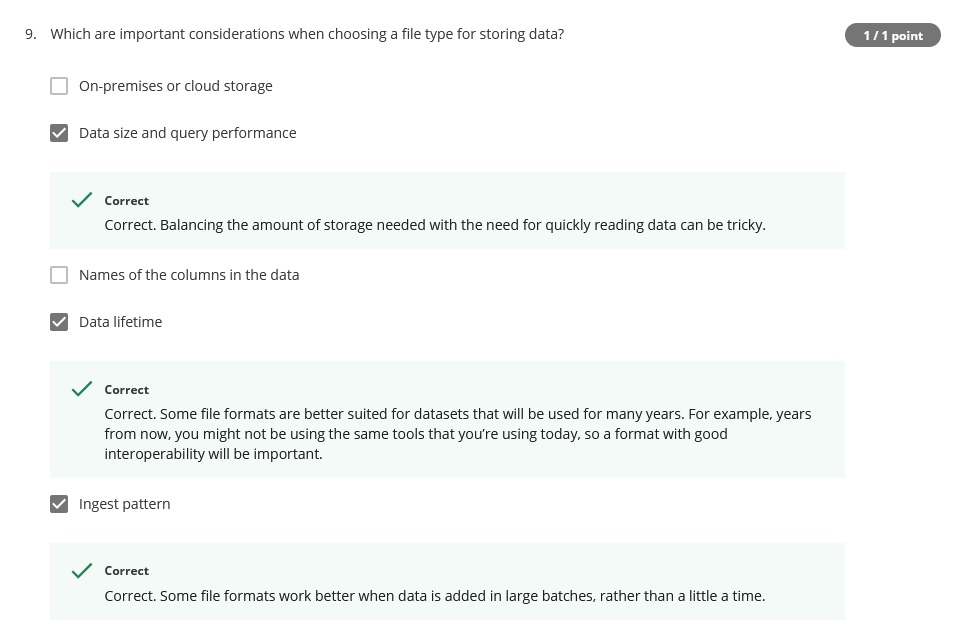 9. Which are important considerations when choosing a file type for storing data?
1 / 1 point
On-premises or cloud storage
Data size and query performance
Correct
Correct. Balancing the amount of storage needed with the need for quickly reading data can be tricky.
Names of the columns in the data
Data lifetime
Correct
Correct. Some file formats are better suited for datasets that will be used for many years. For example, years
from now, you might not be using the same tools that you’re using today, so a format with good
interoperability will be important.
Ingest pattern
Correct
Correct. Some file formats work better when data is added in large batches, rather than a little a time.